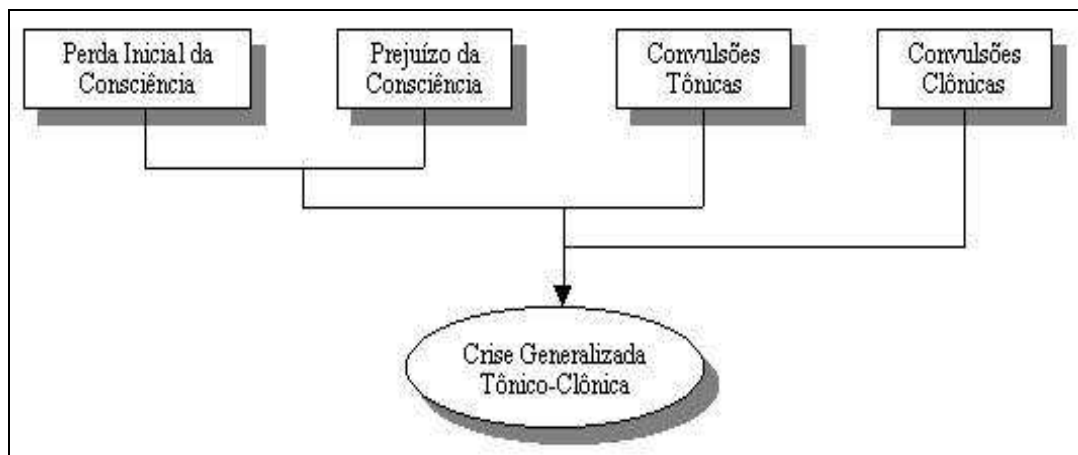 Perda Inicial da
Consciência
Prejuízo da
Consciência
Convulsões
Tônicas
Convulsões
Clônicas
Crise Generalizada
Tônico-Clônica